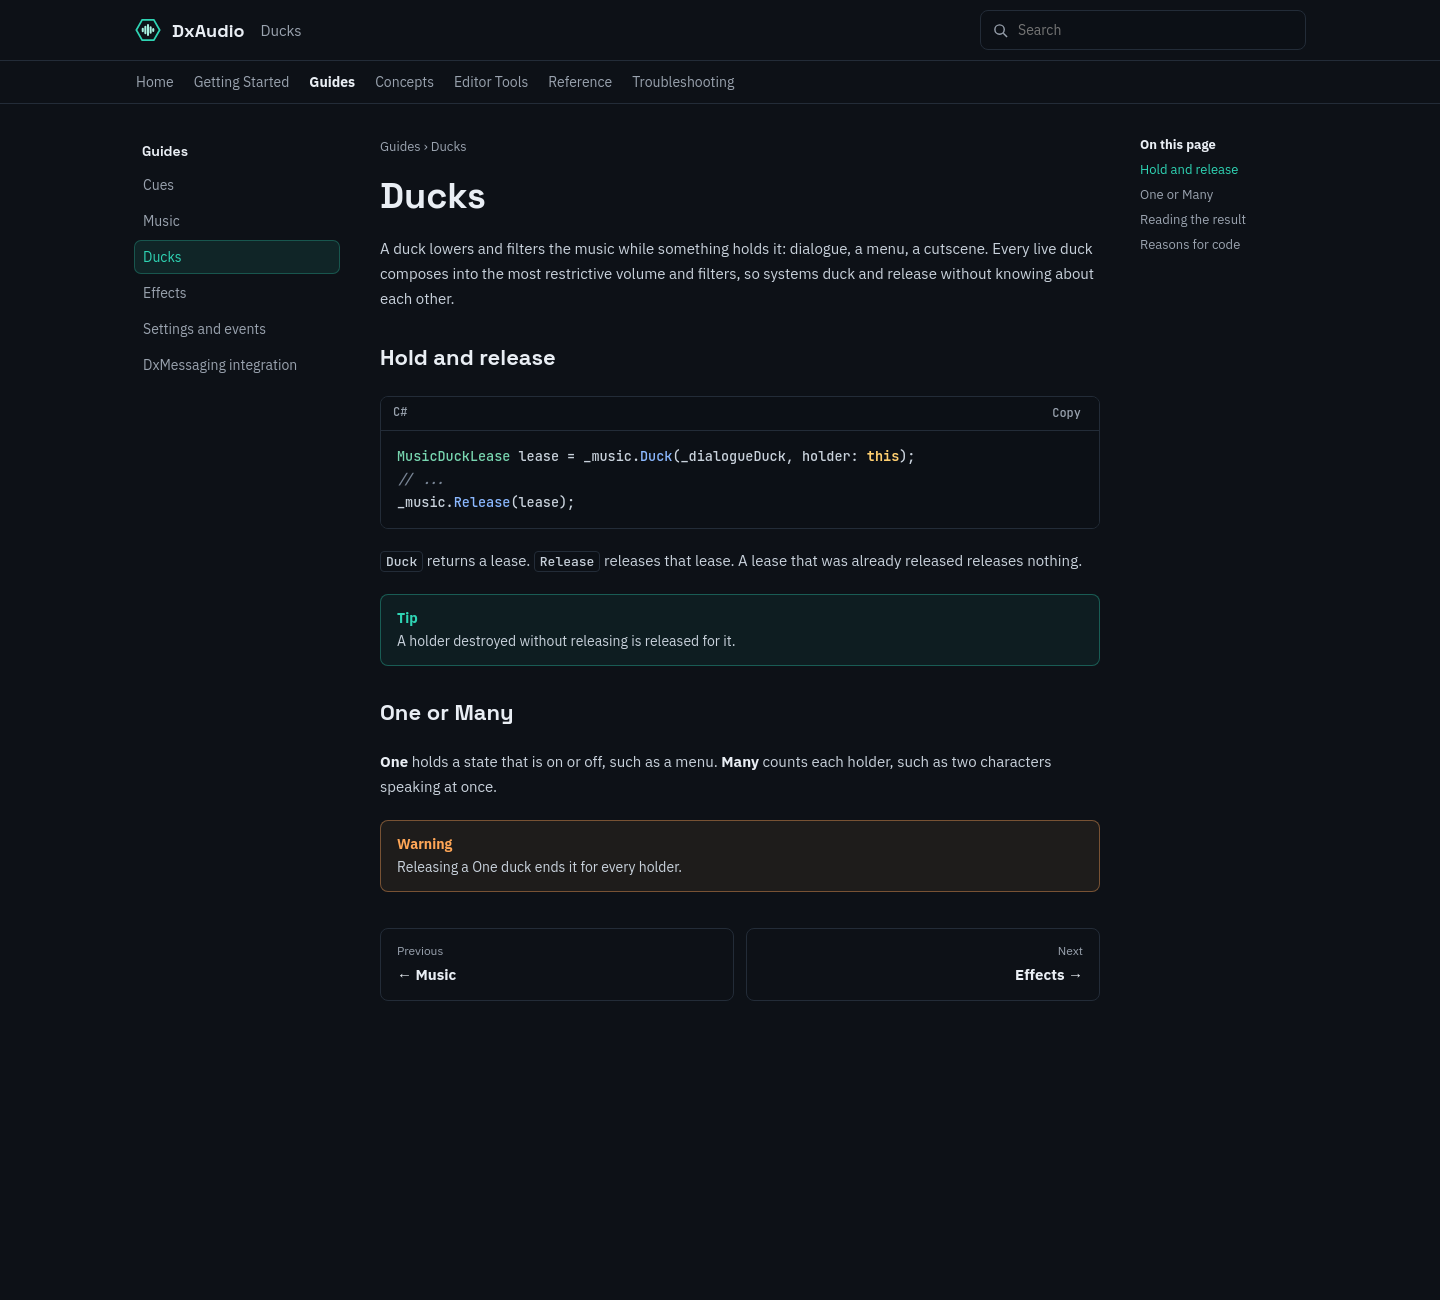 DxAudio Ducks
Search
Home Getting Started Guides Concepts Editor Tools Reference Troubleshooting
Guides
Cues
Music
Ducks
Effects
Settings and events
DxMessaging integration
Guides › Ducks
Ducks
A duck lowers and filters the music while something holds it: dialogue, a menu, a cutscene. Every live duck
composes into the most restrictive volume and filters, so systems duck and release without knowing about
each other.
Hold and release
C# Copy
MusicDuckLease lease = _music.Duck(_dialogueDuck, holder: this);
// ...
_music.Release(lease);
Duck returns a lease. Release releases that lease. A lease that was already released releases nothing.
Tip
A holder destroyed without releasing is released for it.
One or Many
One holds a state that is on or off, such as a menu. Many counts each holder, such as two characters
speaking at once.
Warning
Releasing a One duck ends it for every holder.
Previous
← Music
Next
Effects →
On this page
Hold and release
One or Many
Reading the result
Reasons for code